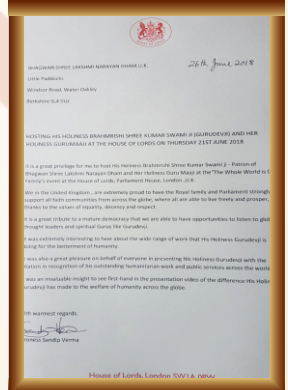 26th June 2018
BHAGWAN SHREE LAKSHMI NARAYAN DHAM U.K.
Little Paddocks
Windsor Road, Water Oakley
Berkshire SL4 5UJ
HOSTING HIS HOLINESS BRAHMRISHI SHREE KUMAR SWAMI JI (GURUDEVJI) AND HER
HOLINESS GURUMAAJI AT THE HOUSE OF LORDS ON THURSDAY 21ST JUNE 2018
It is a great privilege for me to host His Holiness Brahmrishi Shree Kumar Swami Ji - Patron of
Bhagwan Shree Lakshmi Narayan Dham and Her Holiness Guru Maaji at the "The Whole World Is
Family's event at the House of Lords, Parliament House, London ,U.K.
We in the United Kingdom , are extremely proud to have the Royal family and Parliament
support all faith communities from across the globe, where all are able to live freely and prosper,
thanks to the values of equality, decency and respect.
It is a great tribute to a mature democracy that we are able to have opportunities to listen to
thought leaders and spiritual Gurus like Gurudevji.
It was extremely interesting to hear about the wide range of work that His Holiness Gurudevji is
doing for the betterment of humanity.
It was also a great pleasure on behalf of everyone in presenting His Holiness Gurudevji with the
citation in recognition of his outstanding humanitarian work and public services across the
was an invaluable insight to see first-hand in the presentation video of the difference His
Gurudevji has made to the welfare of humanity across the globe.
With warmest regards,
Baroness Sandip Verma
House of Lords, London SW1A 0PW